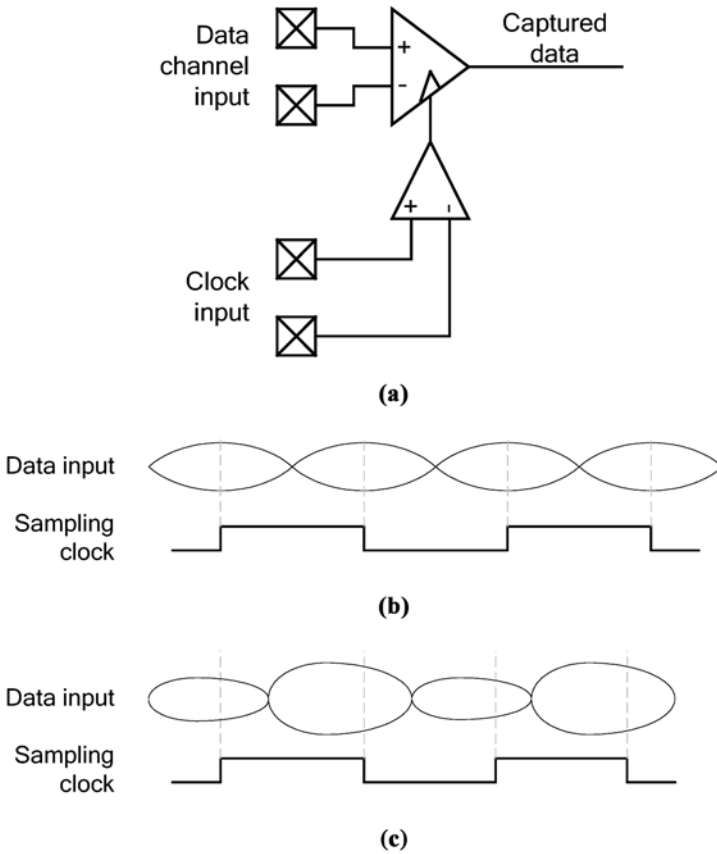 Data
channel
input
+
-
Captured
data
+ -
Clock
input
(a)
Data input
Sampling
clock
(b)
Data input
Sampling
clock
(c)